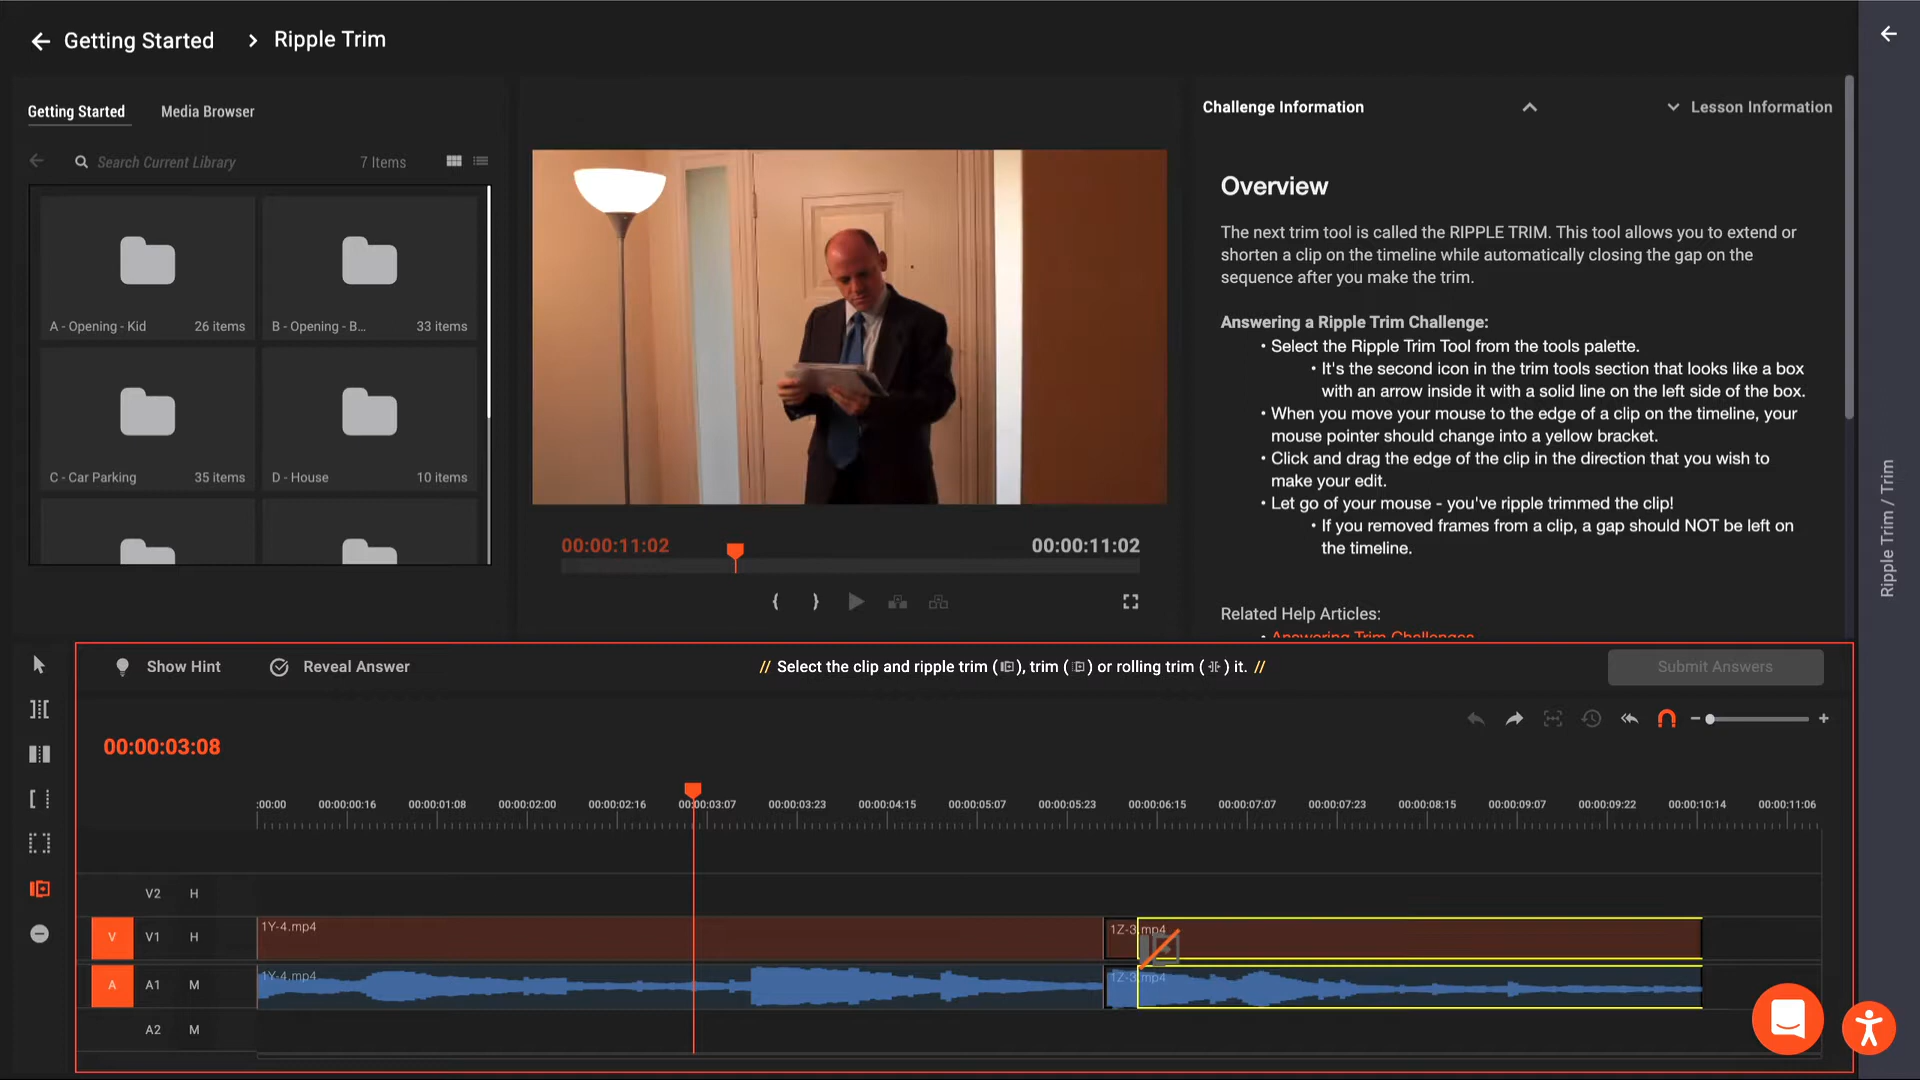 Getting Started
Ripple Trim
Getting Started
Media Browser
Search Current Library
7 Items
A - Opening - Kid
26 items
B - Opening - B...
33 items
C - Car Parking
35 items
D - House
10 items
00:00:11:02
00:00:11:02
Challenge Information
Lesson Information
Overview
The next trim tool is called the RIPPLE TRIM. This tool allows you to extend or
shorten a clip on the timeline while automatically closing the gap on the
sequence after you make the trim.
Answering a Ripple Trim Challenge:
• Select the Ripple Trim Tool from the tools palette.
• It's the second icon in the trim tools section that looks like a box
with an arrow inside it with a solid line on the left side of the box.
• When you move your mouse to the edge of a clip on the timeline, your
mouse pointer should change into a yellow bracket.
• Click and drag the edge of the clip in the direction that you wish to
make your edit.
• Let go of your mouse - you've ripple trimmed the clip!
• If you removed frames from a clip, a gap should NOT be left on
the timeline.
Related Help Articles:
• Answering Trim Challenges
Ripple Trim / Trim
Show Hint
Reveal Answer
// Select the clip and ripple trim ( ), trim ( ) or rolling trim ( ) it. //
Submit Answers
00:00:03:08
:00:00
00:00:00:16
00:00:01:08
00:00:02:00
00:00:02:16
00:00:03:07
00:00:03:23
00:00:04:15
00:00:05:07
00:00:05:23
00:00:06:15
00:00:07:07
00:00:07:23
00:00:08:15
00:00:09:07
00:00:09:22
00:00:10:14
00:00:11:06
V2 H
V V1 H
1Y-4.mp4
1Z-3.mp4
A A1 M
1Y-4.mp4
1Z-3.mp4
A2 M